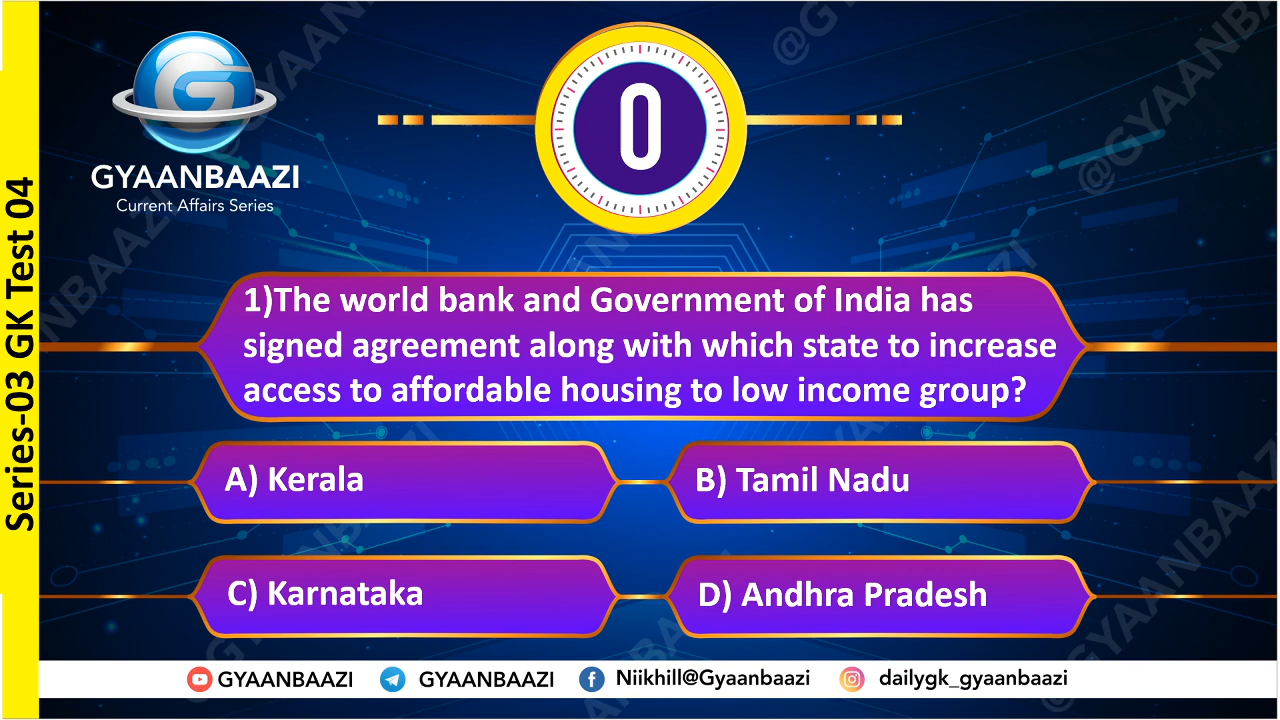 GYAANBAAZI
Current Affairs Series
0
Series-03 GK Test 04
1)The world bank and Government of India has
signed agreement along with which state to increase
access to affordable housing to low income group?
A) Kerala
B) Tamil Nadu
C) Karnataka
D) Andhra Pradesh
GYAANBAAZI
GYAANBAAZI
Niikhill@Gyaanbaazi
dailygk_gyaanbaazi
@GYAANBAAZI